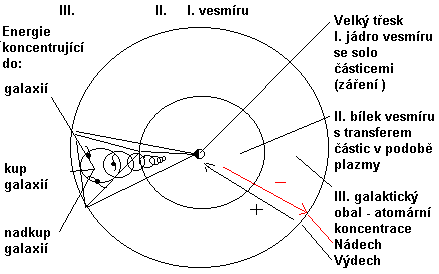 III. II. I. vesmíru
Energie
koncentrující
do:
galaxií
kup
galaxií
nadkup
galaxií
Velký třesk
I. jádro vesmíru
se solo
částicemi
(záření )
II. bílek vesmíru
s transferem
částic v podobě
plazmy
III. galaktický
obal - atomární
koncentrace
Nádech
Výdech
−
+